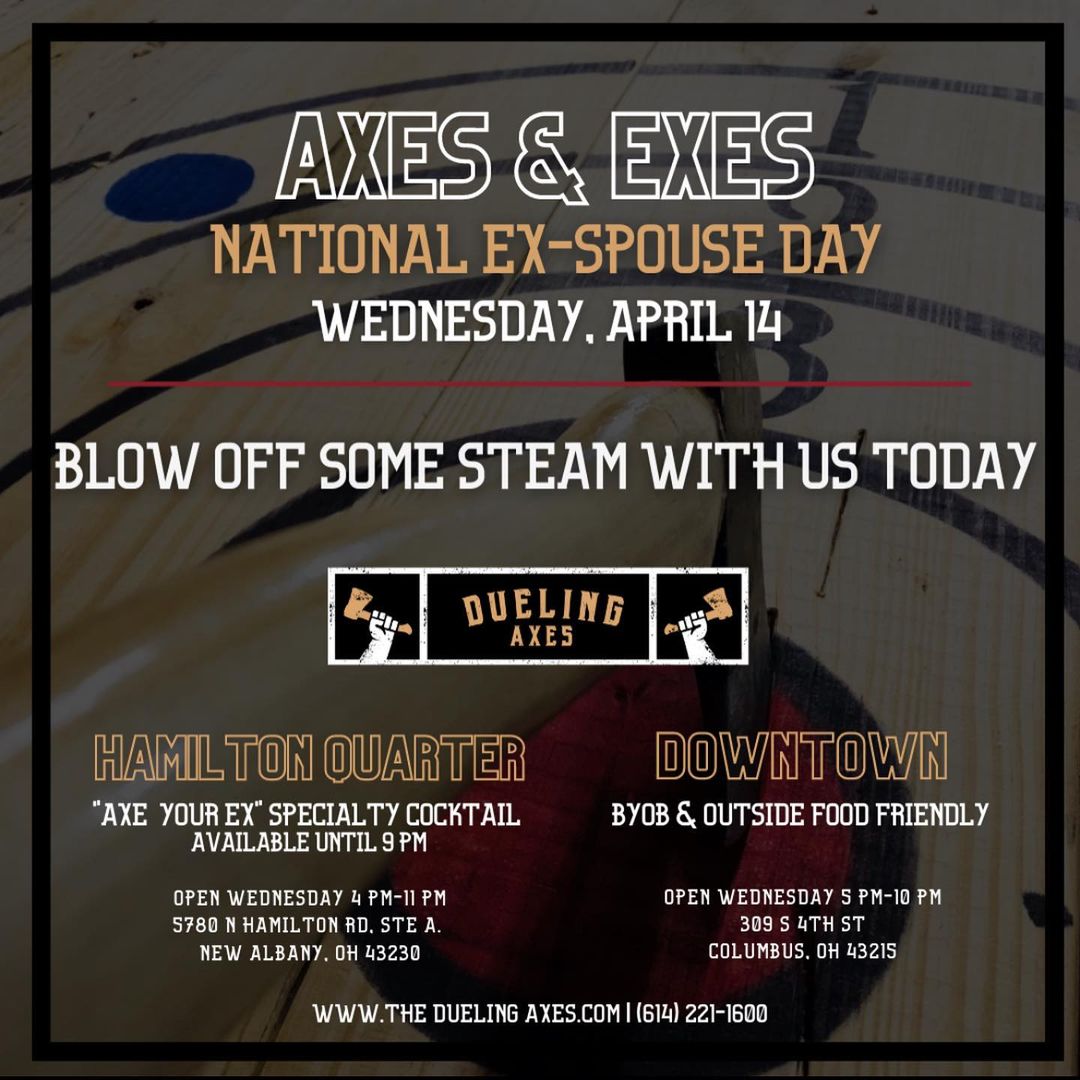 AXES & EXES
NATIONAL EX-SPOUSE DAY
WEDNESDAY, APRIL 14
BLOW OFF SOME STEAM WITH US TODAY
DUELING
AXES
HAMILTON QUARTER
"AXE YOUR EX" SPECIALTY COCKTAIL
AVAILABLE UNTIL 9 PM
OPEN WEDNESDAY 4 PM-11 PM
5780 N HAMILTON RD, STE A.
NEW ALBANY, OH 43230
DOWNTOWN
BYOB & OUTSIDE FOOD FRIENDLY
OPEN WEDNESDAY 5 PM-10 PM
309 S 4TH ST
COLUMBUS, OH 43215
WWW.THE DUELING AXES.COM | (614) 221-1600
1
2
3